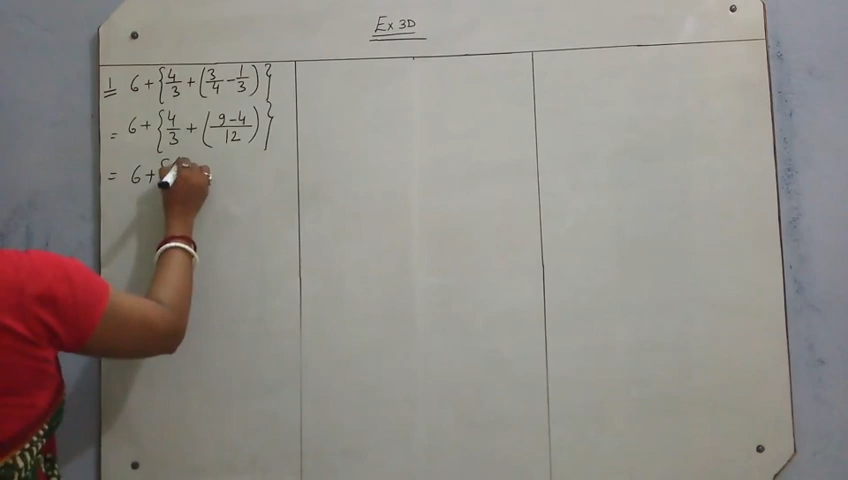 Ex 3D
1 6+{4/3+(3/4-1/3)}
= 6+{4/3+(9-4/12)}
= 6+{